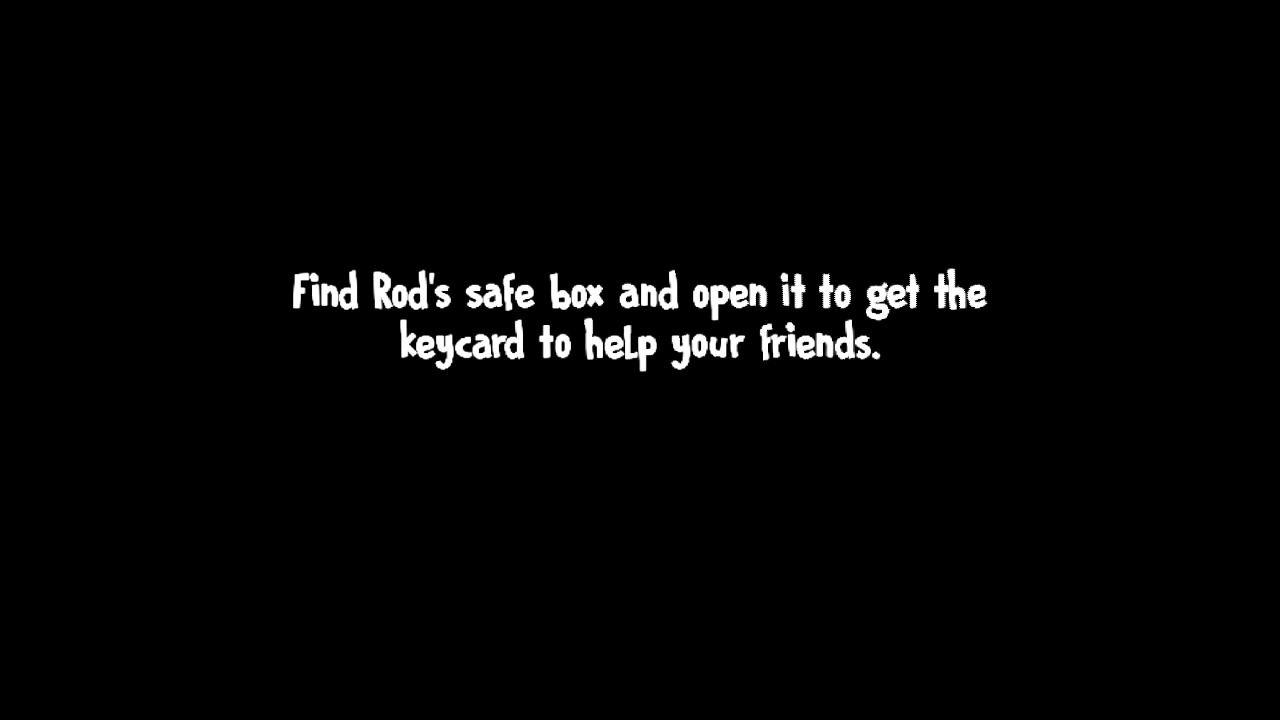 Find Rod's safe box and open it to get the
keycard to help your friends.